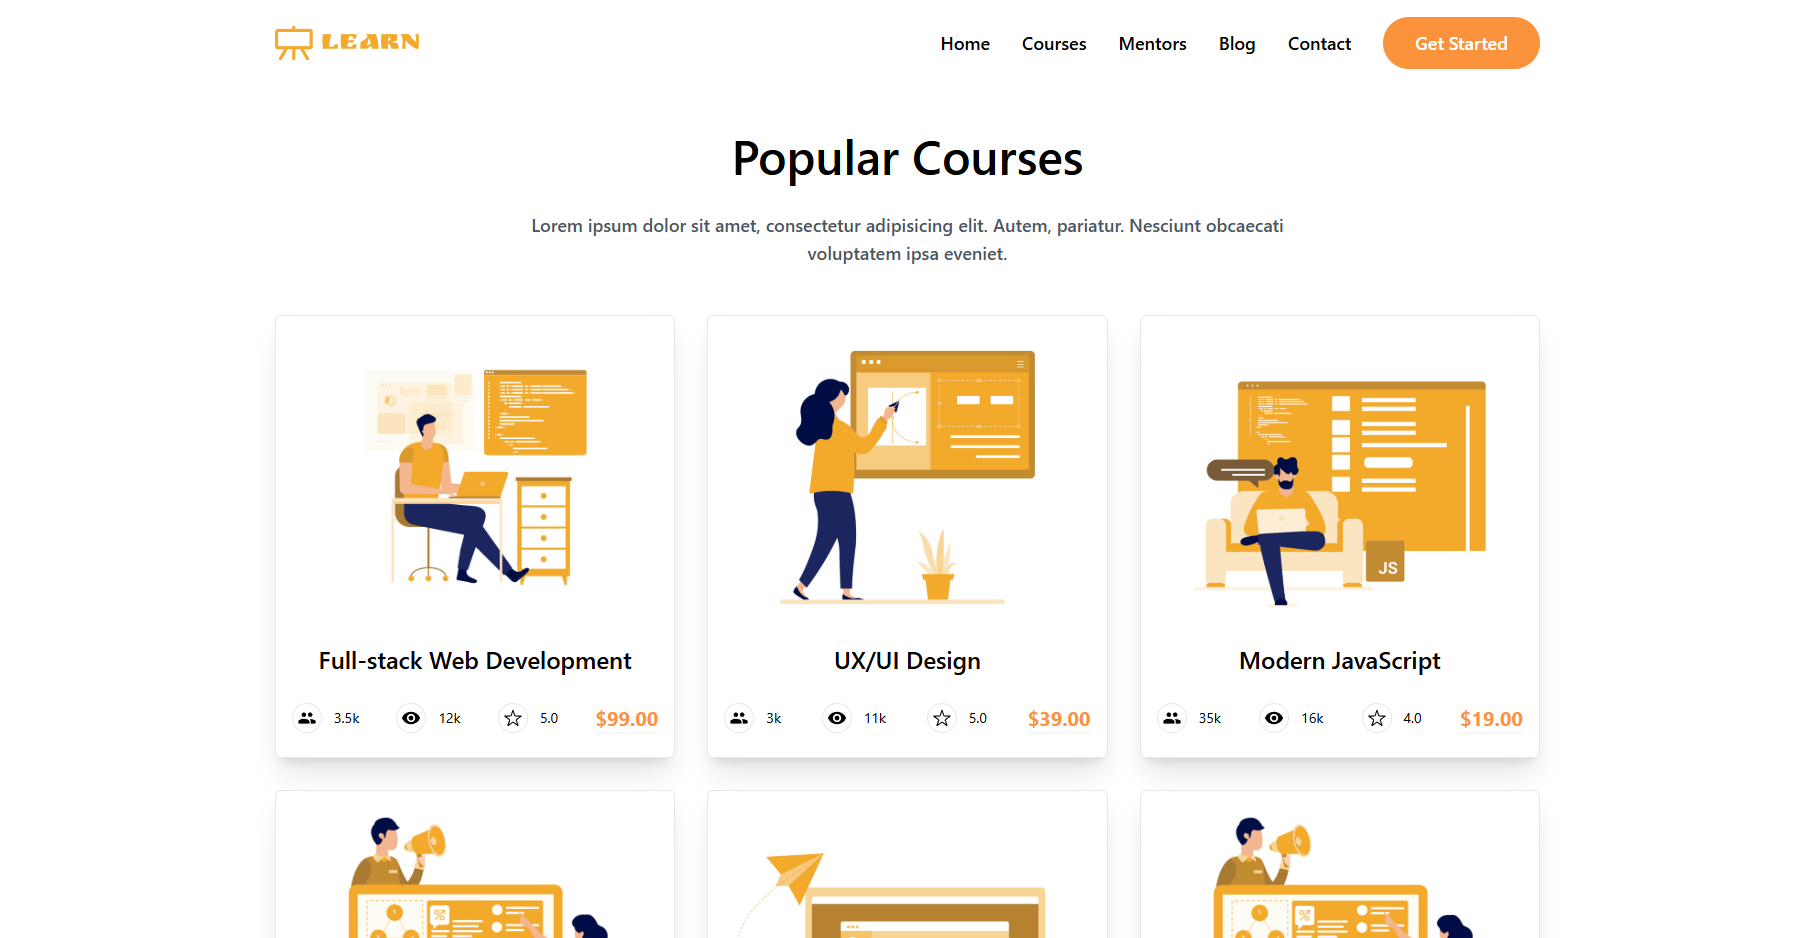 LEARN
Home Courses Mentors Blog Contact Get Started
Popular Courses
Lorem ipsum dolor sit amet, consectetur adipisicing elit. Autem, pariatur. Nesciunt obcaecati
voluptatem ipsa eveniet.
JS
Full-stack Web Development
3.5k 12k 5.0 $99.00
UX/UI Design
3k 11k 5.0 $39.00
Modern JavaScript
35k 16k 4.0 $19.00
1 %
1 %